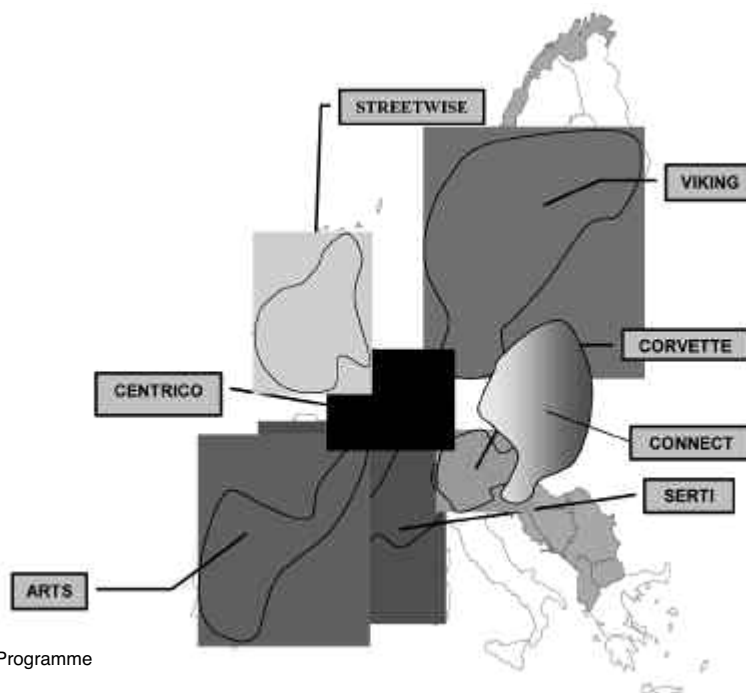 STREETWISE
VIKING
CORVETTE
CENTRICO
CONNECT
SERTI
ARTS
Programme